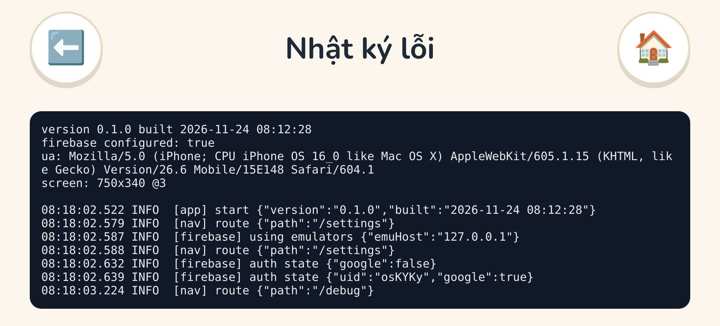 Nhật ký lỗi
version 0.1.0 built 2026-11-24 08:12:28
firebase configured: true
ua: Mozilla/5.0 (iPhone; CPU iPhone OS 16_0 like Mac OS X) AppleWebKit/605.1.15 (KHTML, lik
e Gecko) Version/26.6 Mobile/15E148 Safari/604.1
screen: 750x340 @3
08:18:02.522 INFO  [app] start {"version":"0.1.0","built":"2026-11-24 08:12:28"}
08:18:02.579 INFO  [nav] route {"path":"/settings"}
08:18:02.587 INFO  [firebase] using emulators {"emuHost":"127.0.0.1"}
08:18:02.588 INFO  [nav] route {"path":"/settings"}
08:18:02.632 INFO  [firebase] auth state {"google":false}
08:18:02.639 INFO  [firebase] auth state {"uid":"osKYKy","google":true}
08:18:03.224 INFO  [nav] route {"path":"/debug"}